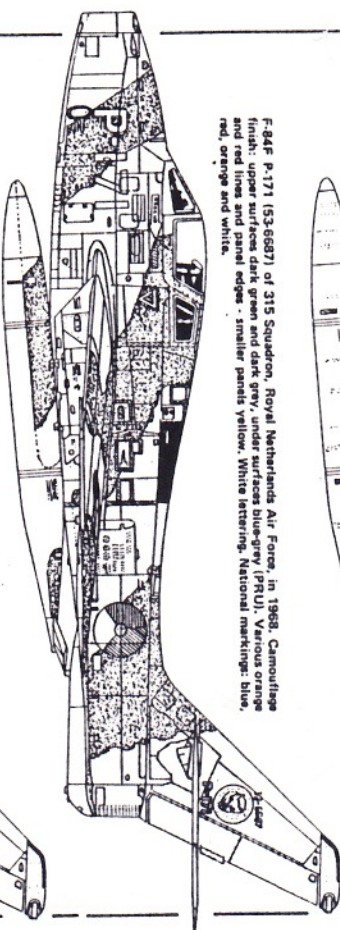 F-84F P-171 (53-6687) of 315 Squadron, Royal Netherlands Air Force, in 1968. Camouflage
finish: upper surfaces dark green and dark grey, under surfaces blue-grey (PRU). Various orange
and red lines and panel edges - smaller panels yellow. White lettering. National markings: blue,
red, orange and white.